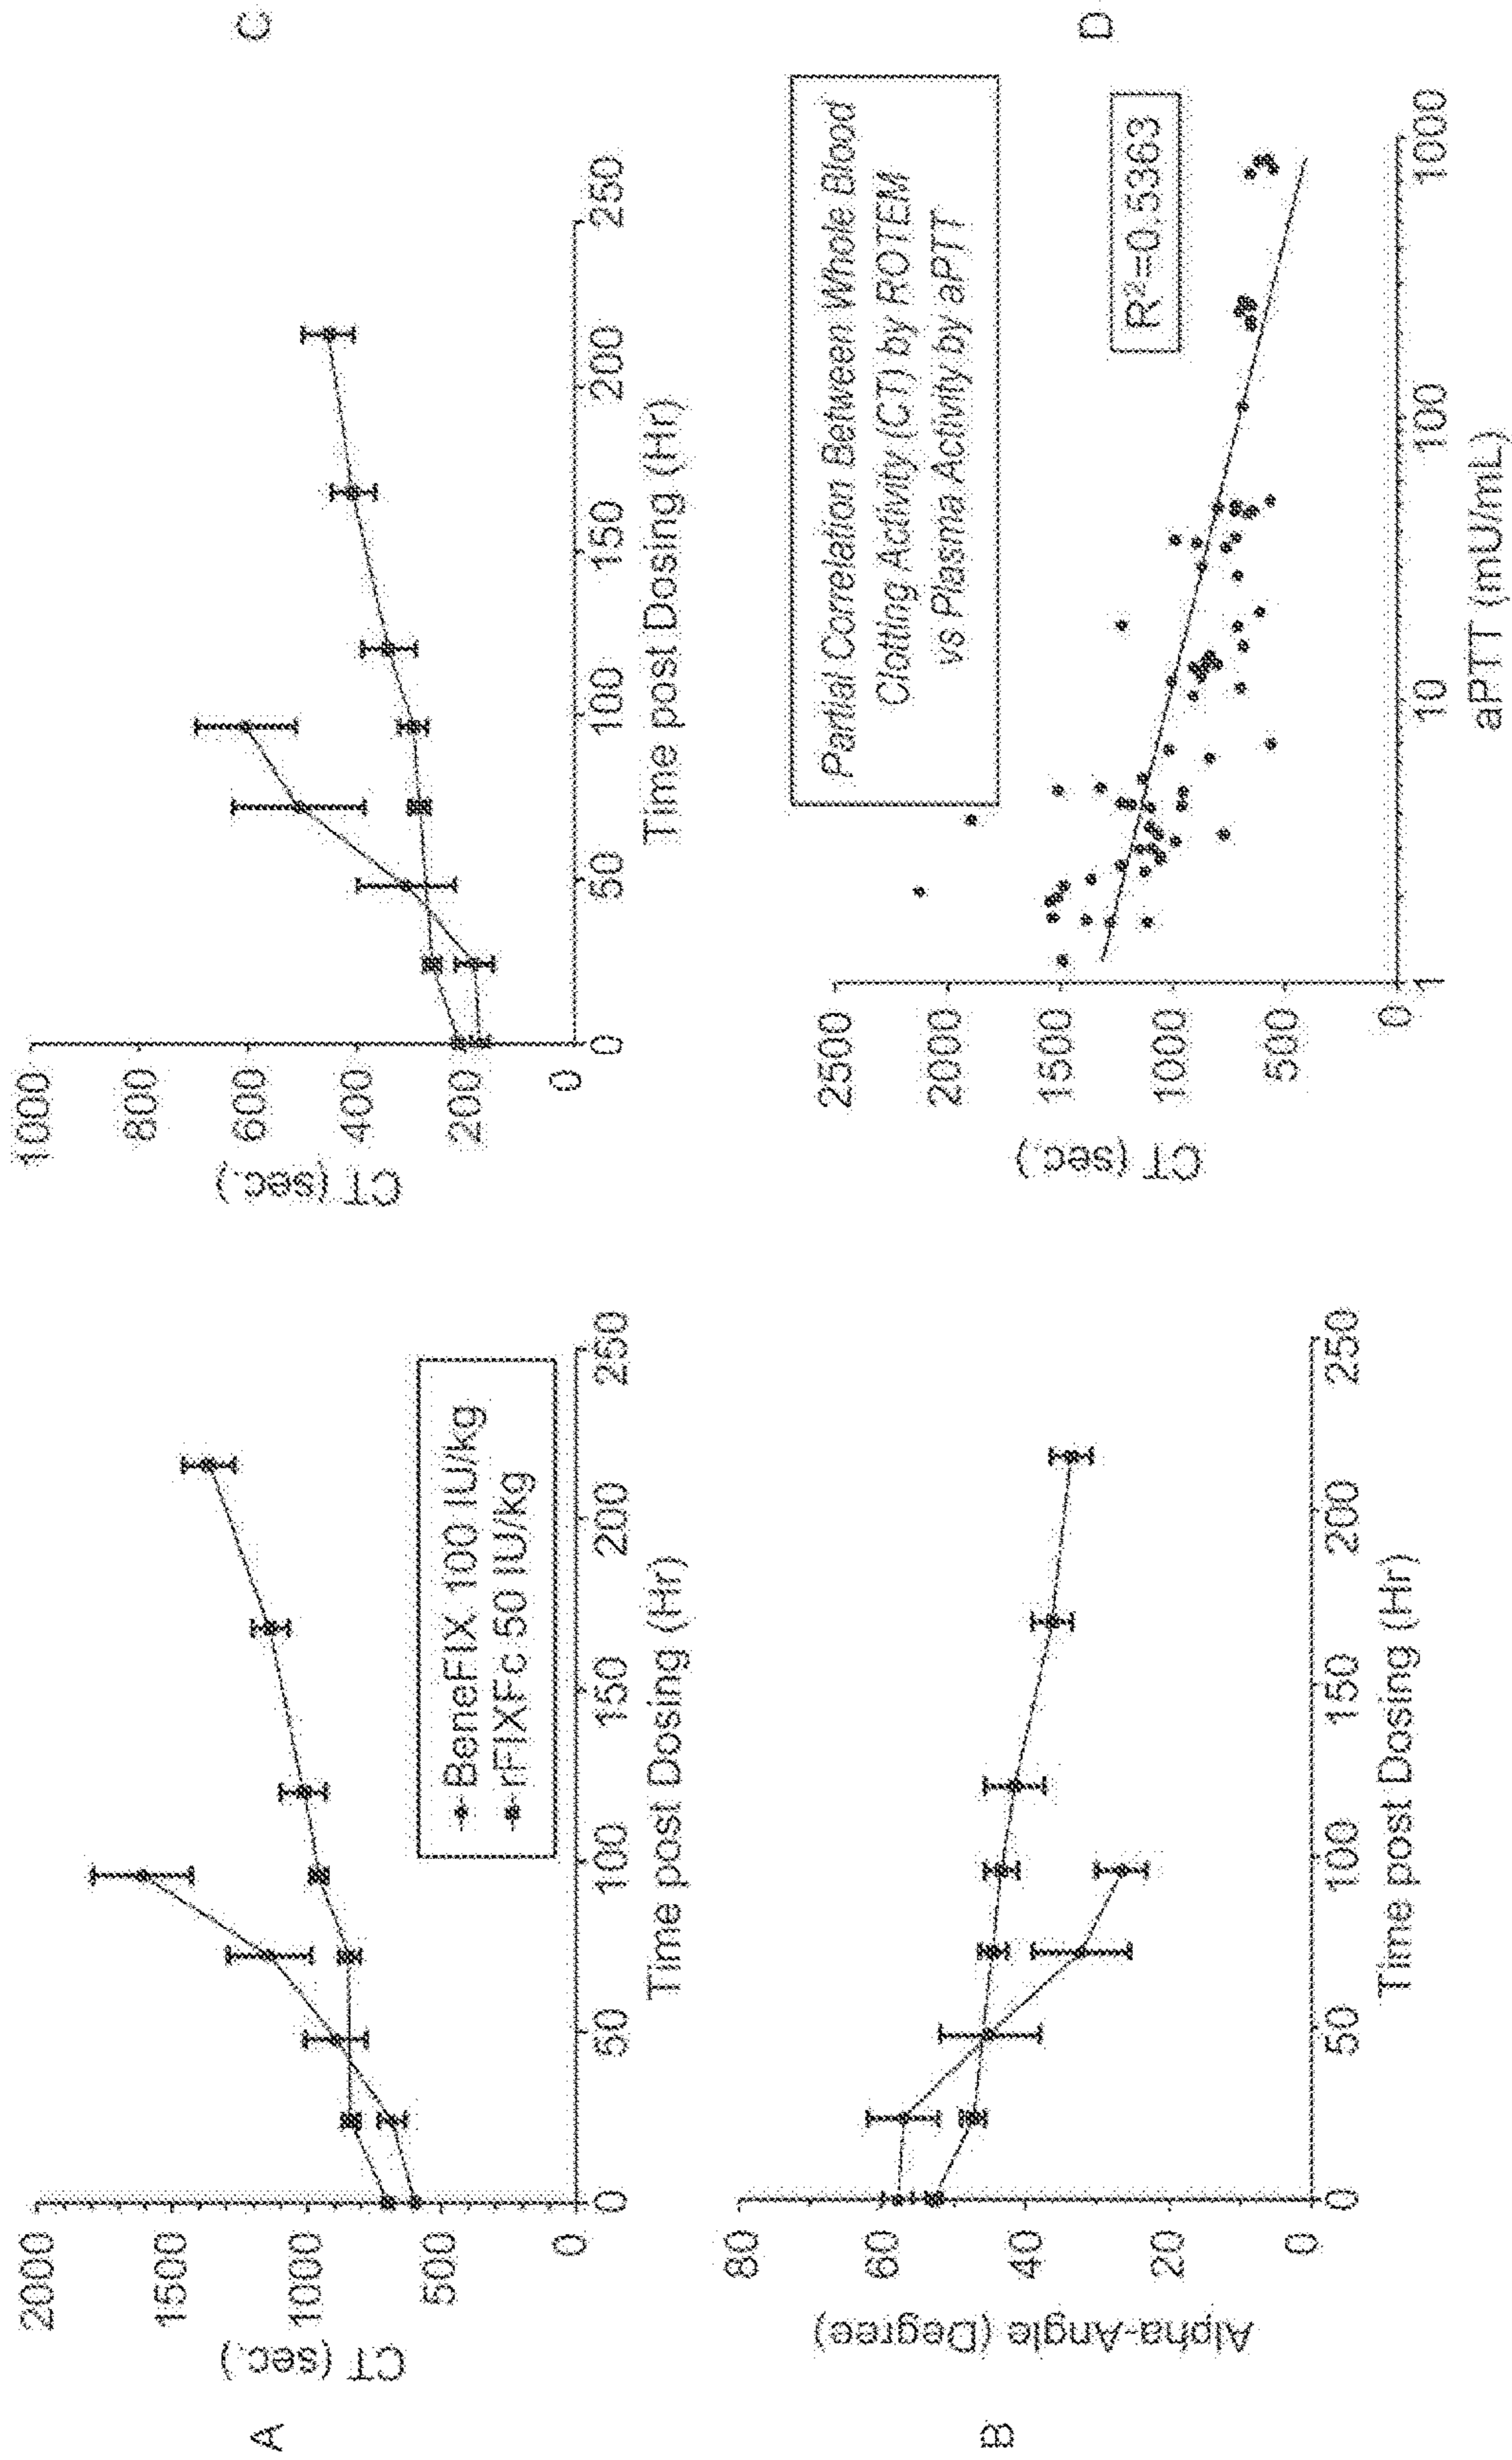 A
CT (sec.)
2000
1500
1000
500
0
0
50
100
150
200
250
Time post Dosing (Hr)
BeneFIX 100 IU/kg
rFIXFc 50 IU/kg
B
Alpha-Angle (Degree)
80
60
40
20
0
0
50
100
150
200
250
Time post Dosing (Hr)
CT (sec.)
1000
800
600
400
200
0
0
50
100
150
200
250
Time post Dosing (Hr)
C
CT (sec.)
2500
2000
1500
1000
500
0
1
10
100
1000
aPTT (mU/mL)
Partial Correlation Between Whole Blood
Clotting Activity (CT) by ROTEM
vs Plasma Activity by aPTT
R²=0.5363
D